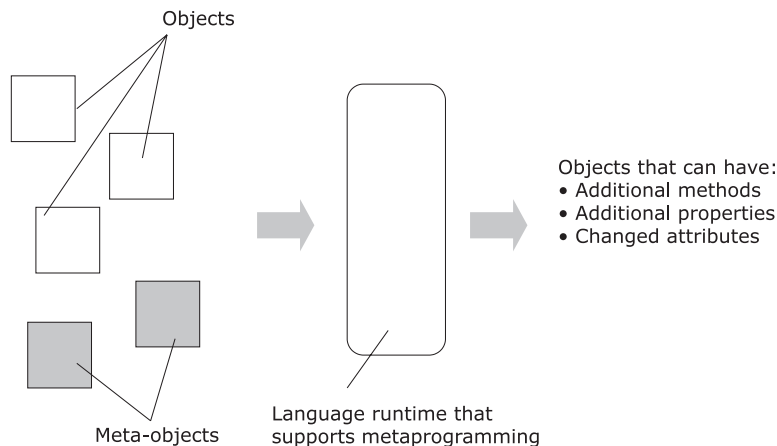 Objects
Objects that can have:
• Additional methods
• Additional properties
• Changed attributes
Meta-objects
Language runtime that
supports metaprogramming